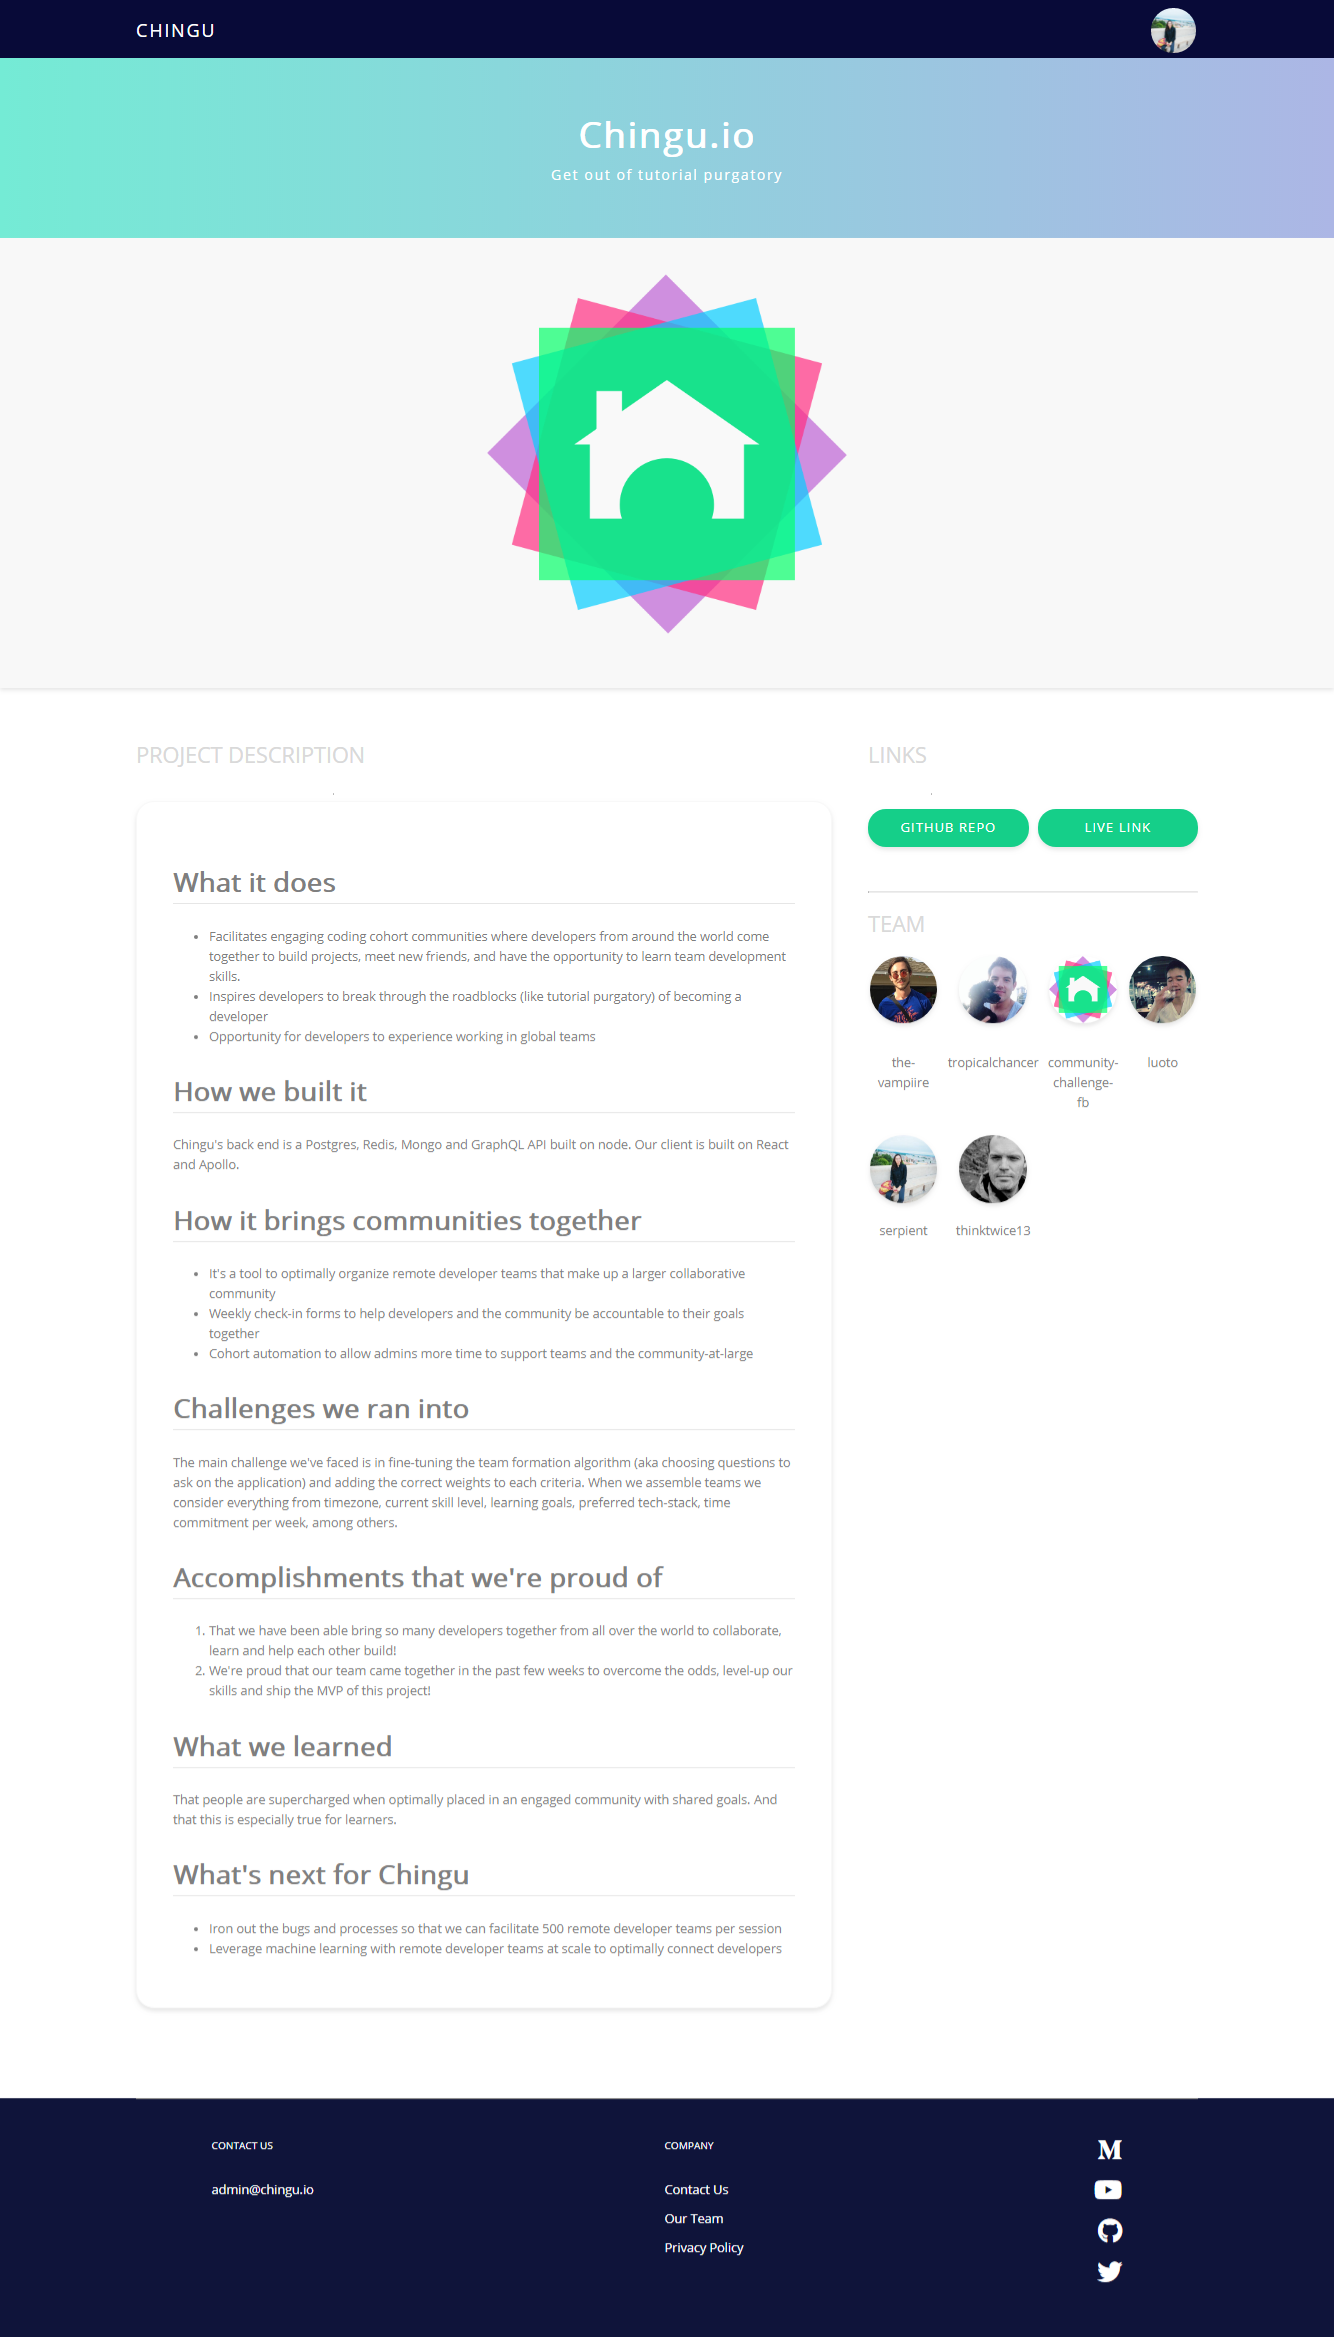 CHINGU
Chingu.io
Get out of tutorial purgatory
PROJECT DESCRIPTION
What it does
• Facilitates engaging coding cohort communities where developers from around the world come
together to build projects, meet new friends, and have the opportunity to learn team development
skills.
• Inspires developers to break through the roadblocks (like tutorial purgatory) of becoming a
developer
• Opportunity for developers to experience working in global teams
How we built it
Chingu's back end is a Postgres, Redis, Mongo and GraphQL API built on node. Our client is built on React
and Apollo.
How it brings communities together
• It's a tool to optimally organize remote developer teams that make up a larger collaborative
community
• Weekly check-in forms to help developers and the community be accountable to their goals
together
• Cohort automation to allow admins more time to support teams and the community-at-large
Challenges we ran into
The main challenge we've faced is in fine-tuning the team formation algorithm (aka choosing questions to
ask on the application) and adding the correct weights to each criteria. When we assemble teams we
consider everything from timezone, current skill level, learning goals, preferred tech-stack, time
commitment per week, among others.
Accomplishments that we're proud of
1. That we have been able bring so many developers together from all over the world to collaborate,
learn and help each other build!
2. We're proud that our team came together in the past few weeks to overcome the odds, level-up our
skills and ship the MVP of this project!
What we learned
That people are supercharged when optimally placed in an engaged community with shared goals. And
that this is especially true for learners.
What's next for Chingu
• Iron out the bugs and processes so that we can facilitate 500 remote developer teams per session
• Leverage machine learning with remote developer teams at scale to optimally connect developers
LINKS
GITHUB REPO
LIVE LINK
TEAM
the-
vampiire
tropicalchancer
community-
challenge-
fb
luoto
serpient
thinktwice13
CONTACT US
admin@chingu.io
COMPANY
Contact Us
Our Team
Privacy Policy